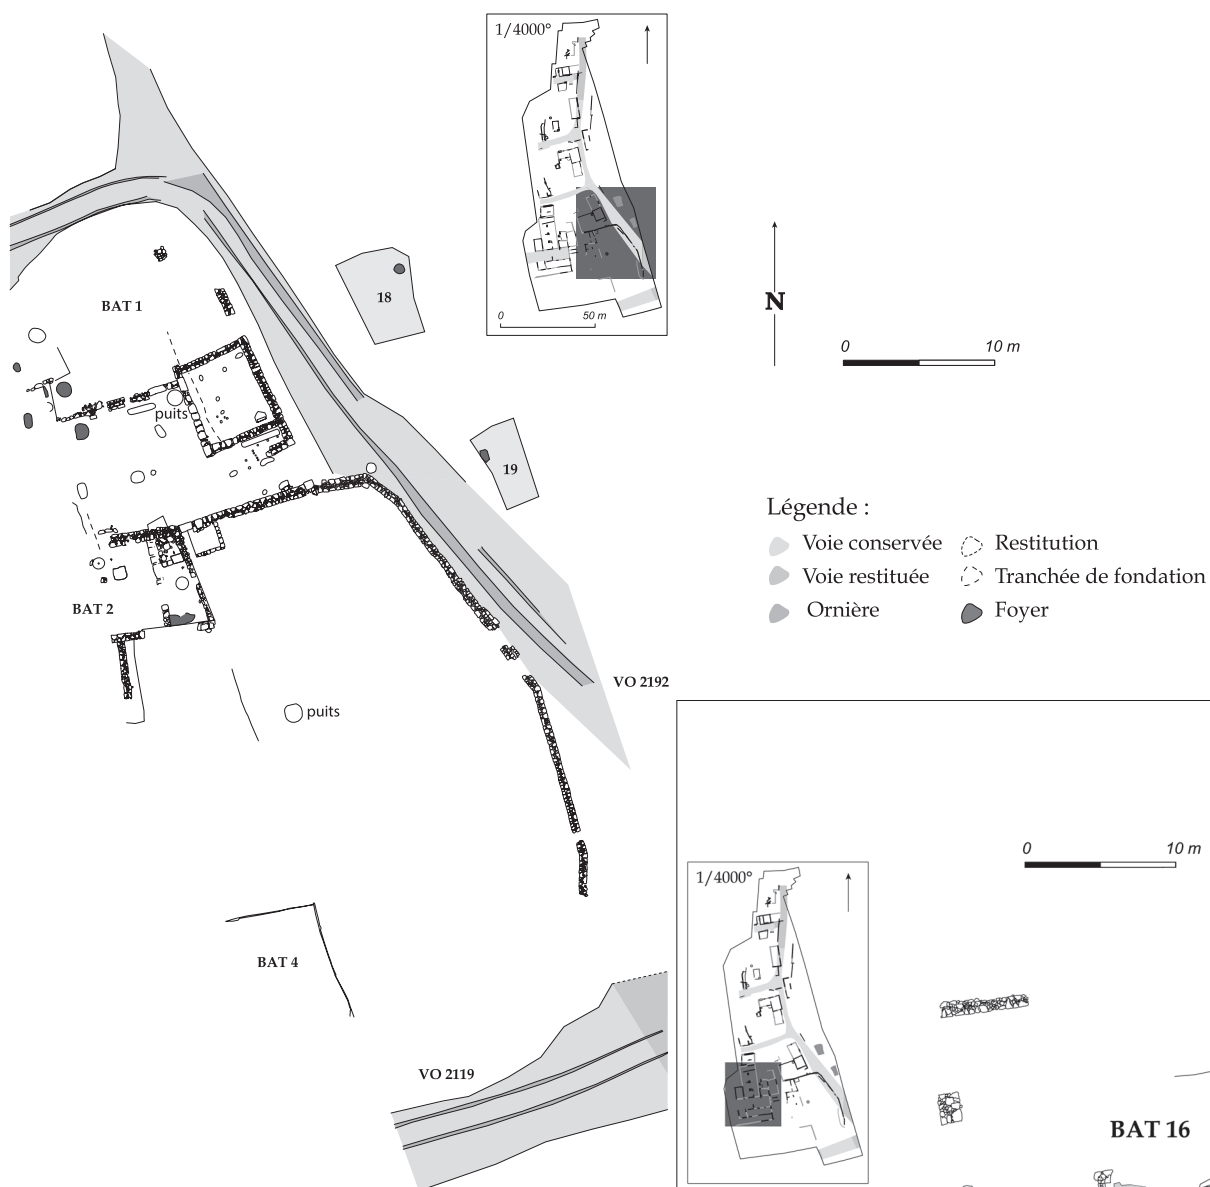 1/4000°
0 50 m
N
0 10 m
BAT 1
18
puits
19
BAT 2
puits
VO 2192
BAT 4
VO 2119
Légende :
Voie conservée
Restitution
Voie restituée
Tranchée de fondation
Ornière
Foyer
0 10 m
1/4000°
BAT 16